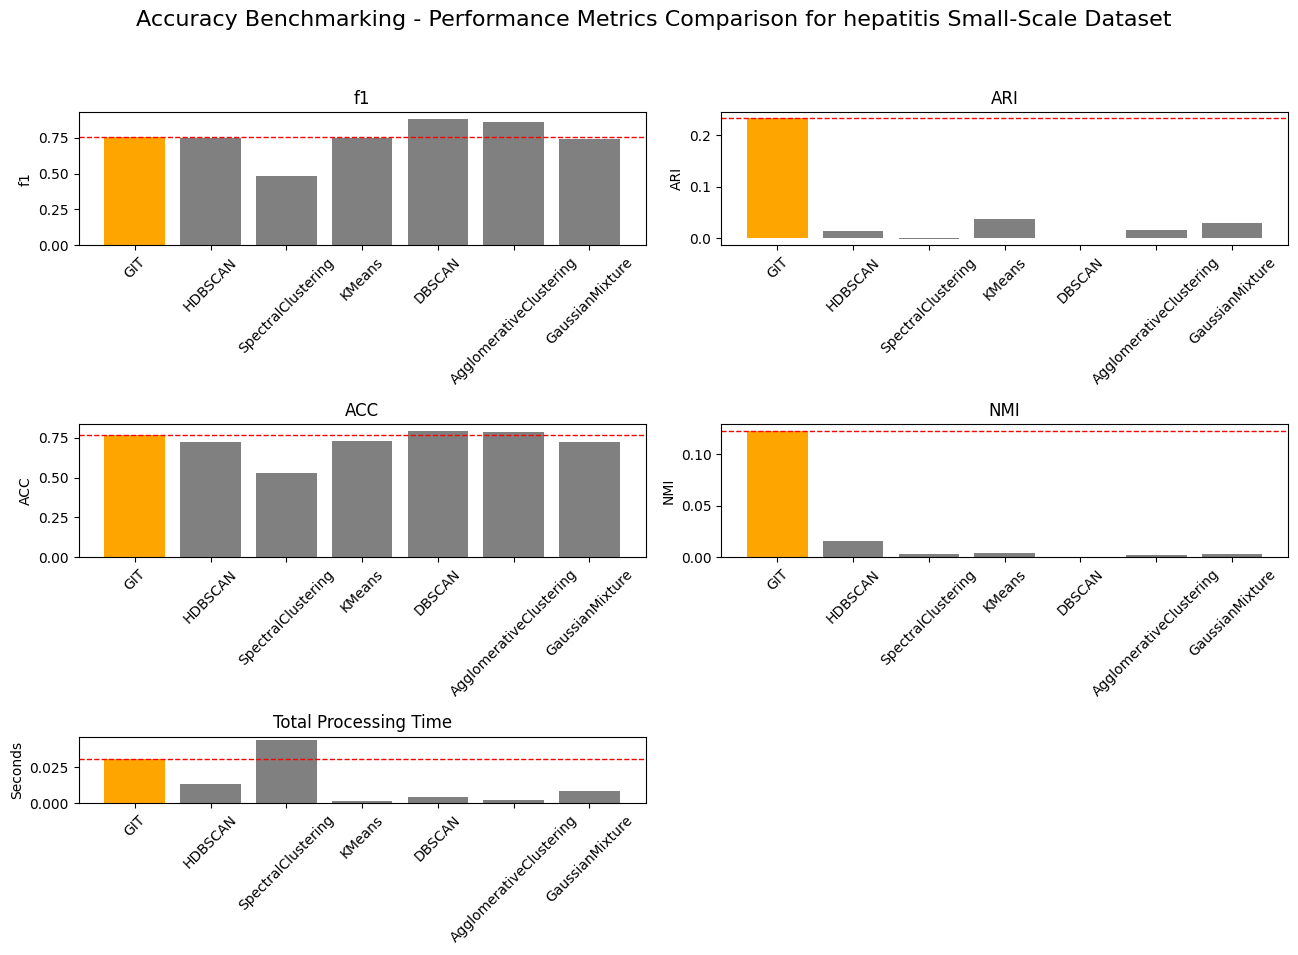 Accuracy Benchmarking - Performance Metrics Comparison for hepatitis Small-Scale Dataset
f1
f1
0.75
0.50
0.25
0.00
GIT
HDBSCAN
SpectralClustering
KMeans
DBSCAN
AgglomerativeClustering
GaussianMixture
ARI
ARI
0.2
0.1
0.0
GIT
HDBSCAN
SpectralClustering
KMeans
DBSCAN
AgglomerativeClustering
GaussianMixture
ACC
ACC
0.75
0.50
0.25
0.00
GIT
HDBSCAN
SpectralClustering
KMeans
DBSCAN
AgglomerativeClustering
GaussianMixture
NMI
NMI
0.10
0.05
0.00
GIT
HDBSCAN
SpectralClustering
KMeans
DBSCAN
AgglomerativeClustering
GaussianMixture
Total Processing Time
Seconds
0.025
0.000
GIT
HDBSCAN
SpectralClustering
KMeans
DBSCAN
AgglomerativeClustering
GaussianMixture